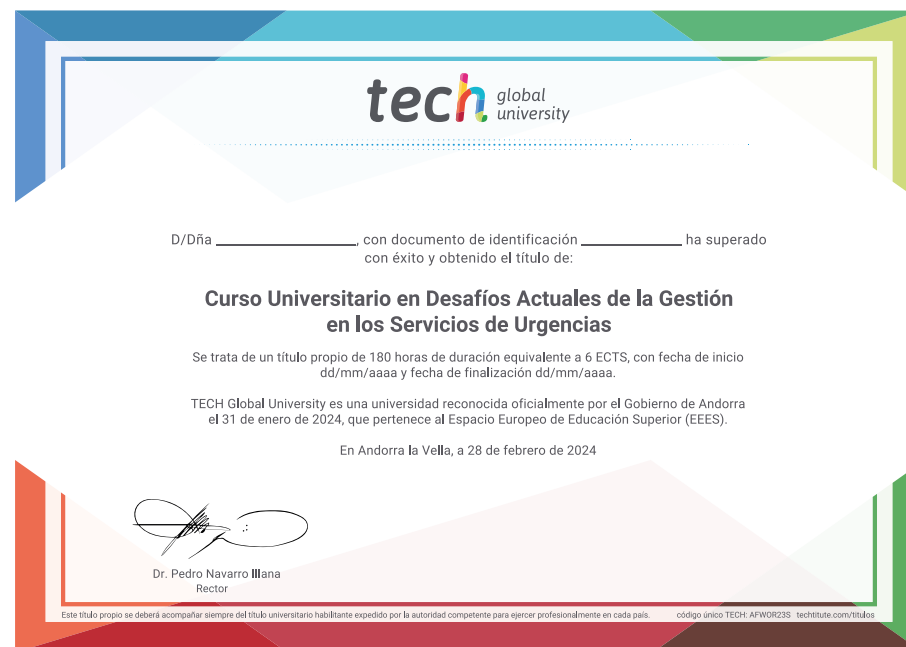 tech global university
D/Dña ____________________, con documento de identificación ______________ ha superado
con éxito y obtenido el título de:
Curso Universitario en Desafíos Actuales de la Gestión
en los Servicios de Urgencias
Se trata de un título propio de 180 horas de duración equivalente a 6 ECTS, con fecha de inicio
dd/mm/aaaa y fecha de finalización dd/mm/aaaa.
TECH Global University es una universidad reconocida oficialmente por el Gobierno de Andorra
el 31 de enero de 2024, que pertenece al Espacio Europeo de Educación Superior (EEES).
En Andorra la Vella, a 28 de febrero de 2024
Dr. Pedro Navarro Illana
Rector
Este título propio se deberá acompañar siempre del título universitario habilitante expedido por la autoridad competente para ejercer profesionalmente en cada país. código único TECH: AFWOR23S techtitute.com/titulos